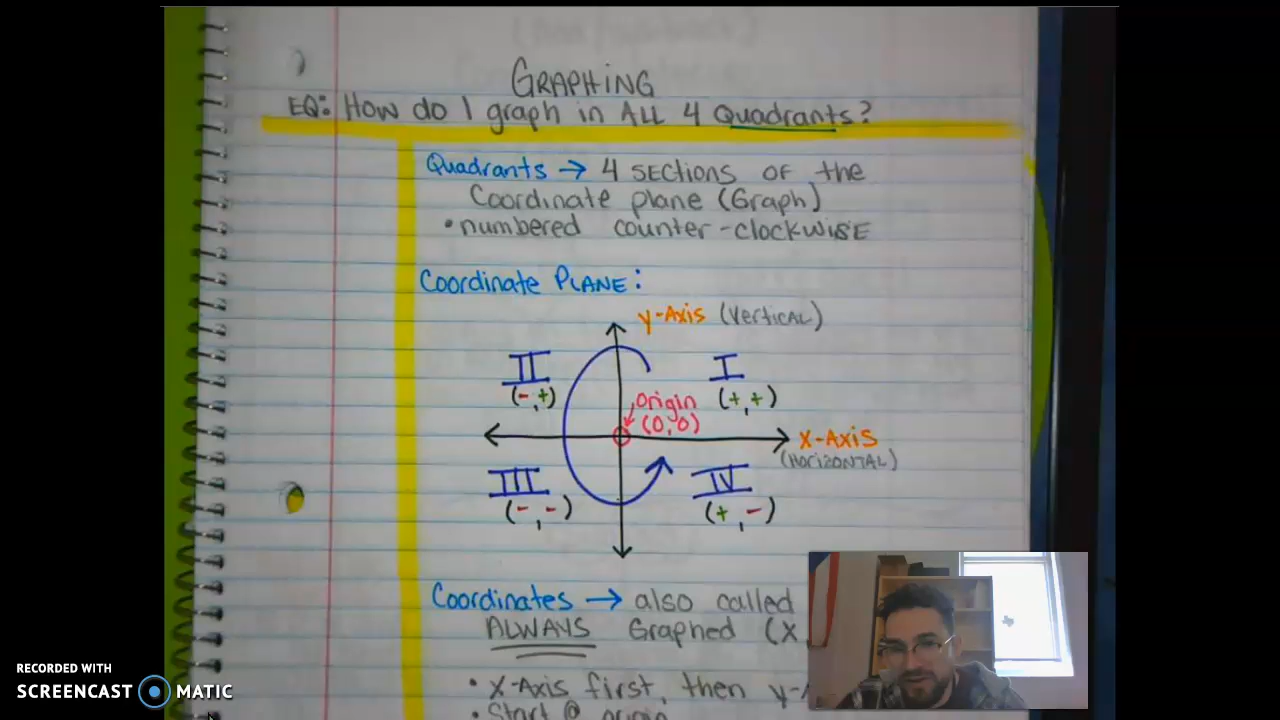 GRAPHING
EQ: How do I graph in ALL 4 Quadrants?
Quadrants → 4 SECTIONS OF the
Coordinate plane (Graph)
• numbered counter-clockWISE
Coordinate PLANE:
y-Axis (VERTICAL)
II
(-,+)
I
(+,+)
Origin
(0,0)
X-Axis
(HORIZONTAL)
III
(-,-)
IV
(+,-)
Coordinates → also called
ALWAYS Graphed (X
• X-Axis first, then y-
• Start @ origin
RECORDED WITH
SCREENCAST MATIC